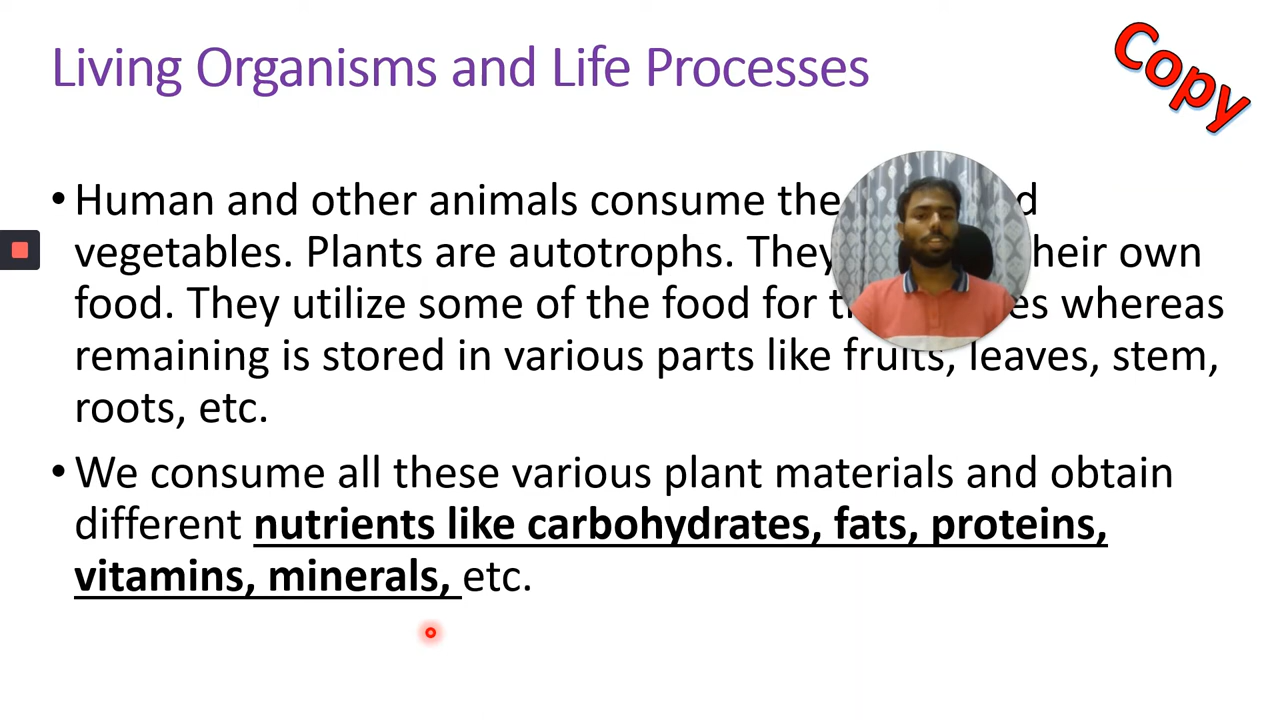 Living Organisms and Life Processes
Copy
• Human and other animals consume the
vegetables. Plants are autotrophs. They their own
food. They utilize some of the food for whereas
remaining is stored in various parts like fruits, leaves, stem,
roots, etc.
• We consume all these various plant materials and obtain
different nutrients like carbohydrates, fats, proteins,
vitamins, minerals, etc.